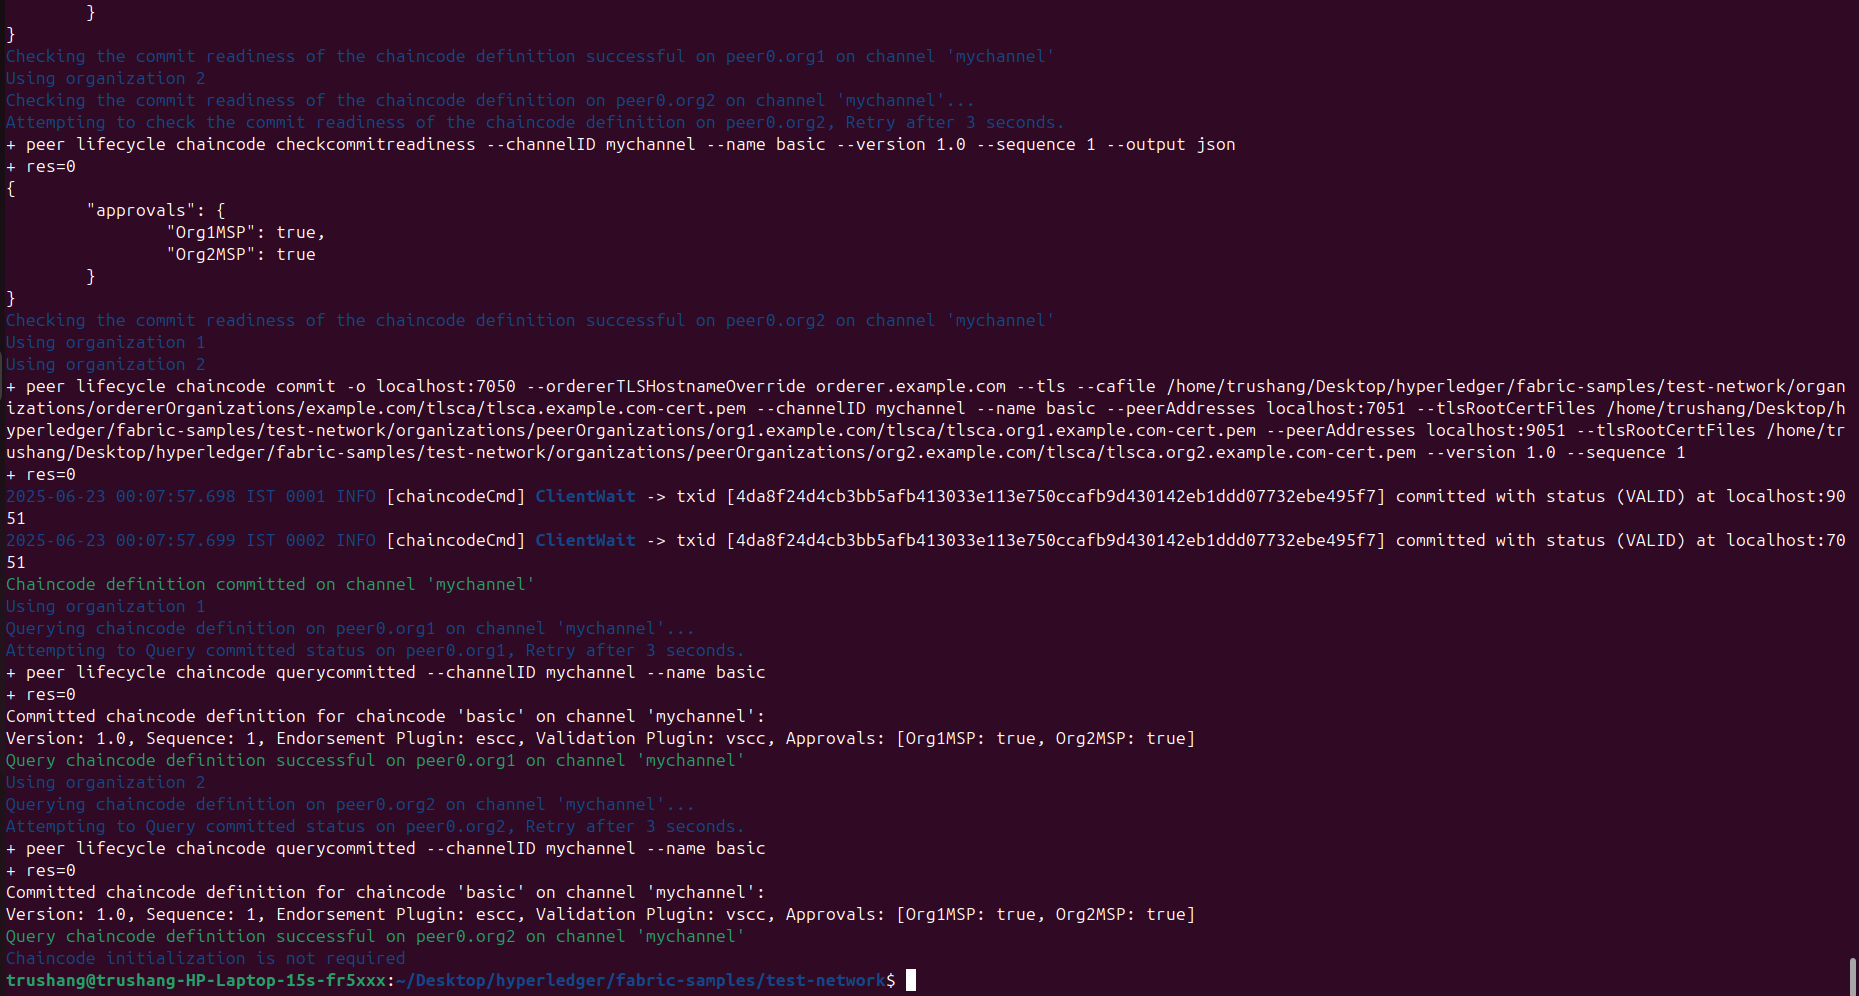 }
}
Checking the commit readiness of the chaincode definition successful on peer0.org1 on channel 'mychannel'
Using organization 2
Checking the commit readiness of the chaincode definition on peer0.org2 on channel 'mychannel'...
Attempting to check the commit readiness of the chaincode definition on peer0.org2, Retry after 3 seconds.
+ peer lifecycle chaincode checkcommitreadiness --channelID mychannel --name basic --version 1.0 --sequence 1 --output json
+ res=0
{
        "approvals": {
                "Org1MSP": true,
                "Org2MSP": true
        }
}
Checking the commit readiness of the chaincode definition successful on peer0.org2 on channel 'mychannel'
Using organization 1
Using organization 2
+ peer lifecycle chaincode commit -o localhost:7050 --ordererTLSHostnameOverride orderer.example.com --tls --cafile /home/trushang/Desktop/hyperledger/fabric-samples/test-network/organ
izations/ordererOrganizations/example.com/tlsca/tlsca.example.com-cert.pem --channelID mychannel --name basic --peerAddresses localhost:7051 --tlsRootCertFiles /home/trushang/Desktop/h
yperledger/fabric-samples/test-network/organizations/peerOrganizations/org1.example.com/tlsca/tlsca.org1.example.com-cert.pem --peerAddresses localhost:9051 --tlsRootCertFiles /home/tr
ushang/Desktop/hyperledger/fabric-samples/test-network/organizations/peerOrganizations/org2.example.com/tlsca/tlsca.org2.example.com-cert.pem --version 1.0 --sequence 1
+ res=0
2025-06-23 00:07:57.698 IST 0001 INFO [chaincodeCmd] ClientWait -> txid [4da8f24d4cb3bb5afb413033e113e750ccafb9d430142eb1ddd07732ebe495f7] committed with status (VALID) at localhost:90
51
2025-06-23 00:07:57.699 IST 0002 INFO [chaincodeCmd] ClientWait -> txid [4da8f24d4cb3bb5afb413033e113e750ccafb9d430142eb1ddd07732ebe495f7] committed with status (VALID) at localhost:70
51
Chaincode definition committed on channel 'mychannel'
Using organization 1
Querying chaincode definition on peer0.org1 on channel 'mychannel'...
Attempting to Query committed status on peer0.org1, Retry after 3 seconds.
+ peer lifecycle chaincode querycommitted --channelID mychannel --name basic
+ res=0
Committed chaincode definition for chaincode 'basic' on channel 'mychannel':
Version: 1.0, Sequence: 1, Endorsement Plugin: escc, Validation Plugin: vscc, Approvals: [Org1MSP: true, Org2MSP: true]
Query chaincode definition successful on peer0.org1 on channel 'mychannel'
Using organization 2
Querying chaincode definition on peer0.org2 on channel 'mychannel'...
Attempting to Query committed status on peer0.org2, Retry after 3 seconds.
+ peer lifecycle chaincode querycommitted --channelID mychannel --name basic
+ res=0
Committed chaincode definition for chaincode 'basic' on channel 'mychannel':
Version: 1.0, Sequence: 1, Endorsement Plugin: escc, Validation Plugin: vscc, Approvals: [Org1MSP: true, Org2MSP: true]
Query chaincode definition successful on peer0.org2 on channel 'mychannel'
Chaincode initialization is not required
trushang@trushang-HP-Laptop-15s-fr5xxx:~/Desktop/hyperledger/fabric-samples/test-network$